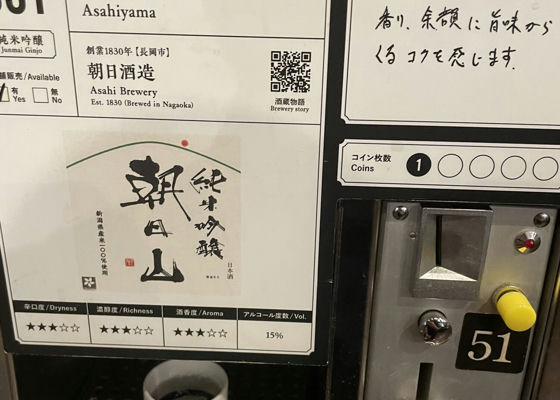 Asahiyama
純米吟醸
Junmai Ginjo
創業1830年【長岡市】
朝日酒造
Asahi Brewery
Est. 1830 (Brewed in Nagaoka)
酒蔵物語
Brewery story
販売/Available
有
Yes
無
No
純米吟醸
朝日山
新潟県産米100%使用
日本酒
辛口度/Dryness
濃醇度/Richness
酒香度/Aroma
アルコール度数/Vol.
★★★☆☆
★★★☆☆
★★★☆☆
15%
香り、余韻に旨味から
くるコクを感じます。
コイン枚数
Coins
1
51